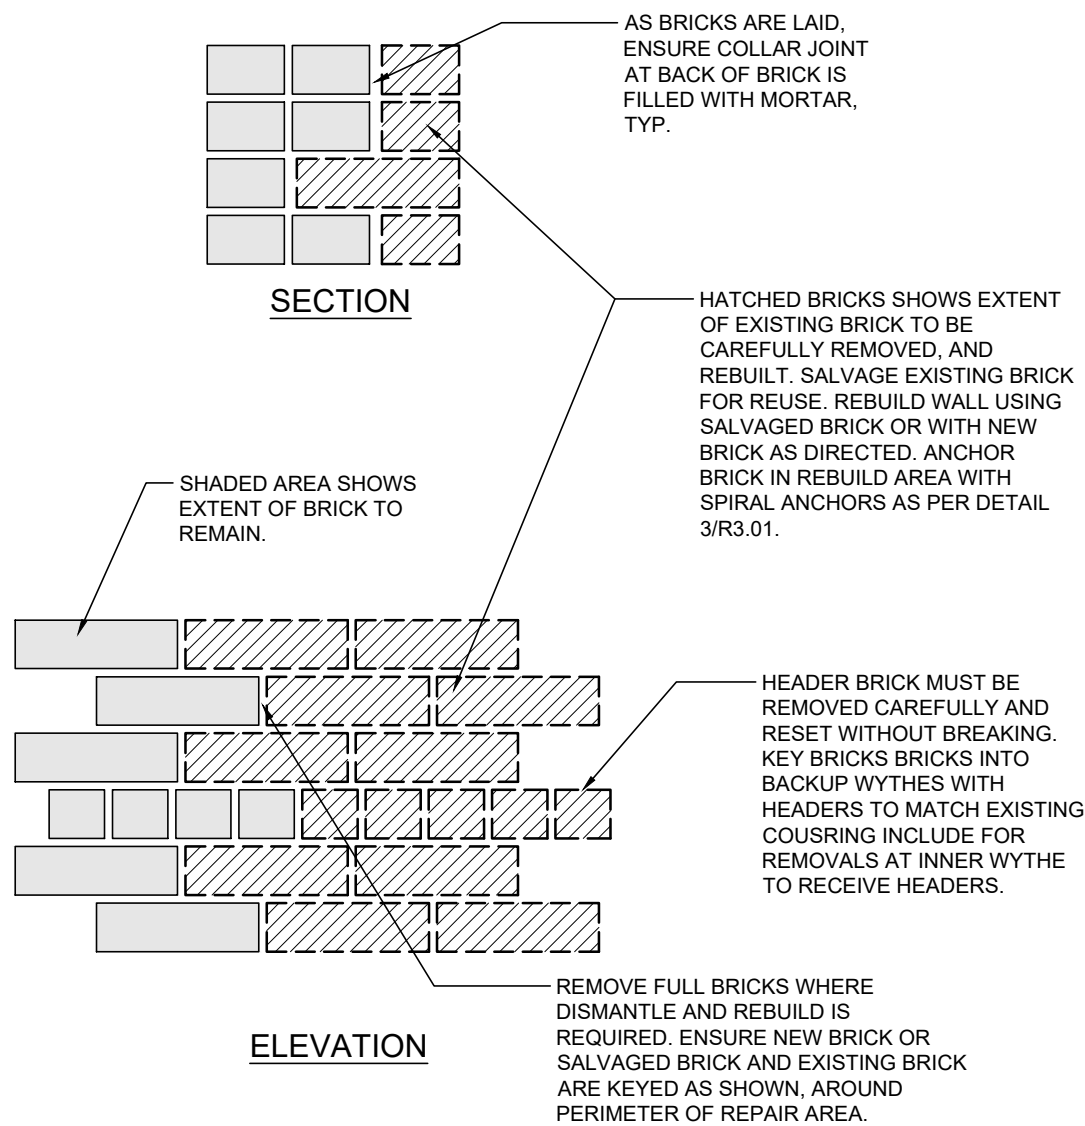 AS BRICKS ARE LAID,
ENSURE COLLAR JOINT
AT BACK OF BRICK IS
FILLED WITH MORTAR,
TYP.
SECTION
HATCHED BRICKS SHOWS EXTENT
OF EXISTING BRICK TO BE
CAREFULLY REMOVED, AND
REBUILT. SALVAGE EXISTING BRICK
FOR REUSE. REBUILD WALL USING
SALVAGED BRICK OR WITH NEW
BRICK AS DIRECTED. ANCHOR
BRICK IN REBUILD AREA WITH
SPIRAL ANCHORS AS PER DETAIL
3/R3.01.
SHADED AREA SHOWS
EXTENT OF BRICK TO
REMAIN.
HEADER BRICK MUST BE
REMOVED CAREFULLY AND
RESET WITHOUT BREAKING.
KEY BRICKS BRICKS INTO
BACKUP WYTHES WITH
HEADERS TO MATCH EXISTING
COUSRING INCLUDE FOR
REMOVALS AT INNER WYTHE
TO RECEIVE HEADERS.
REMOVE FULL BRICKS WHERE
DISMANTLE AND REBUILD IS
REQUIRED. ENSURE NEW BRICK OR
SALVAGED BRICK AND EXISTING BRICK
ARE KEYED AS SHOWN, AROUND
PERIMETER OF REPAIR AREA.
ELEVATION